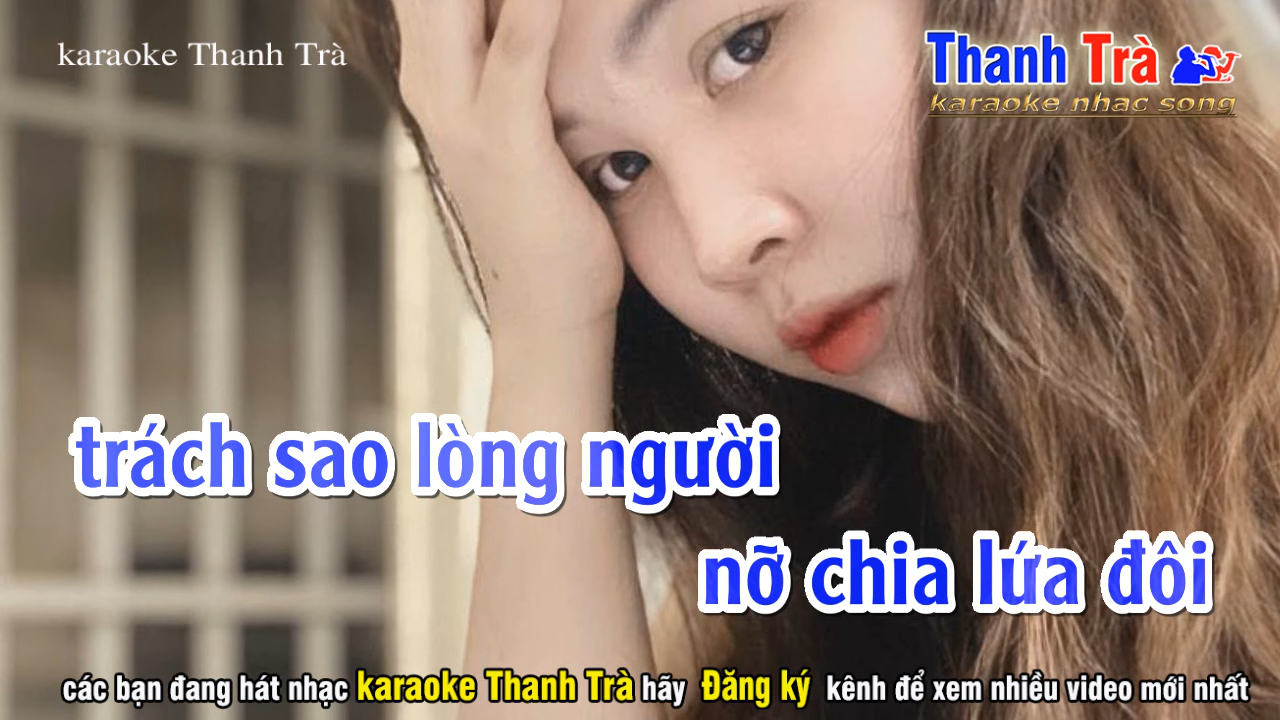 karaoke Thanh Trà
Thanh Trà
karaoke nhac song
trách sao lòng người
nỡ chia lứa đôi
các bạn đang hát nhạc karaoke Thanh Trà hãy Đăng ký kênh để xem nhiều video mới nhất